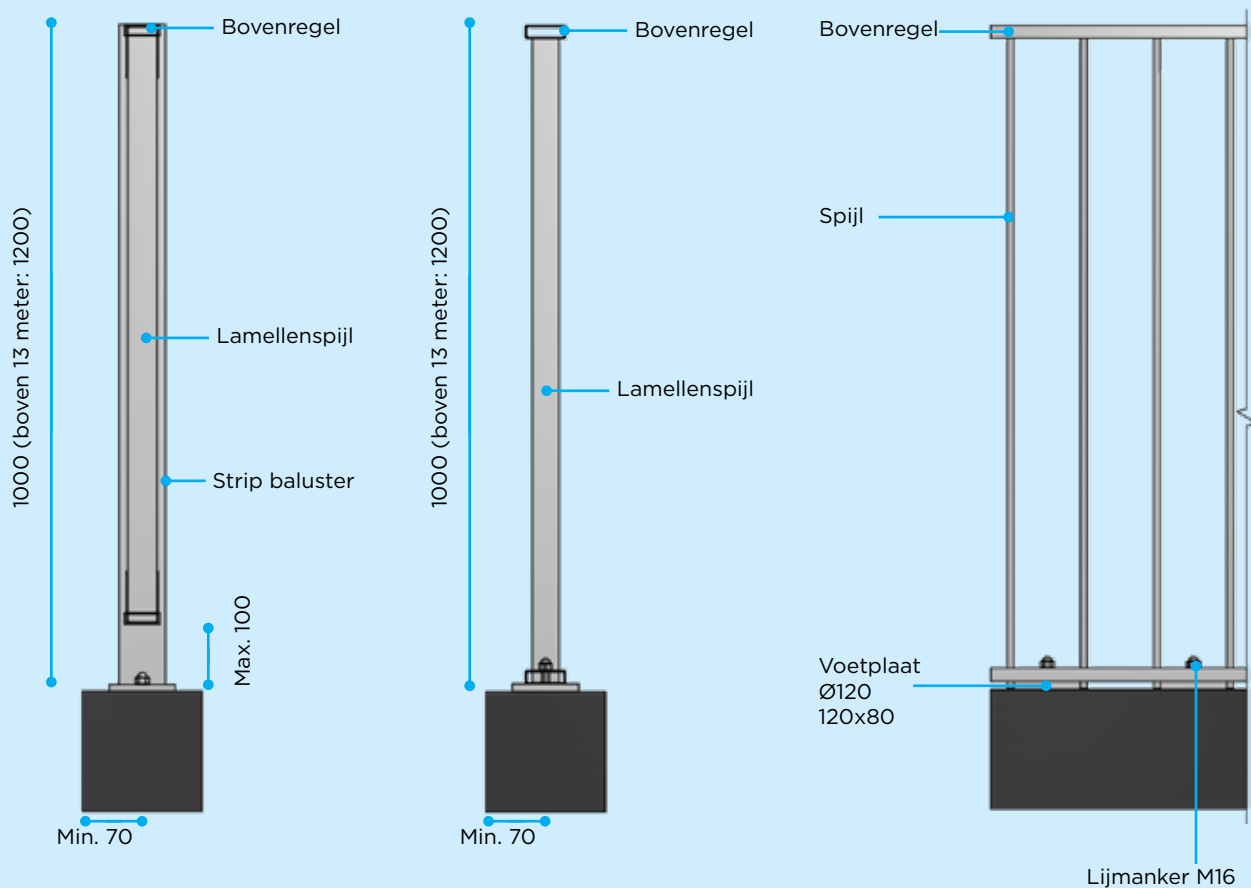 Bovenregel
1000 (boven 13 meter: 1200)
Lamellenspijl
Strip baluster
Max. 100
Min. 70
Bovenregel
1000 (boven 13 meter: 1200)
Lamellenspijl
Min. 70
Bovenregel
Spijl
Voetplaat
Ø120
120x80
Lijmanker M16